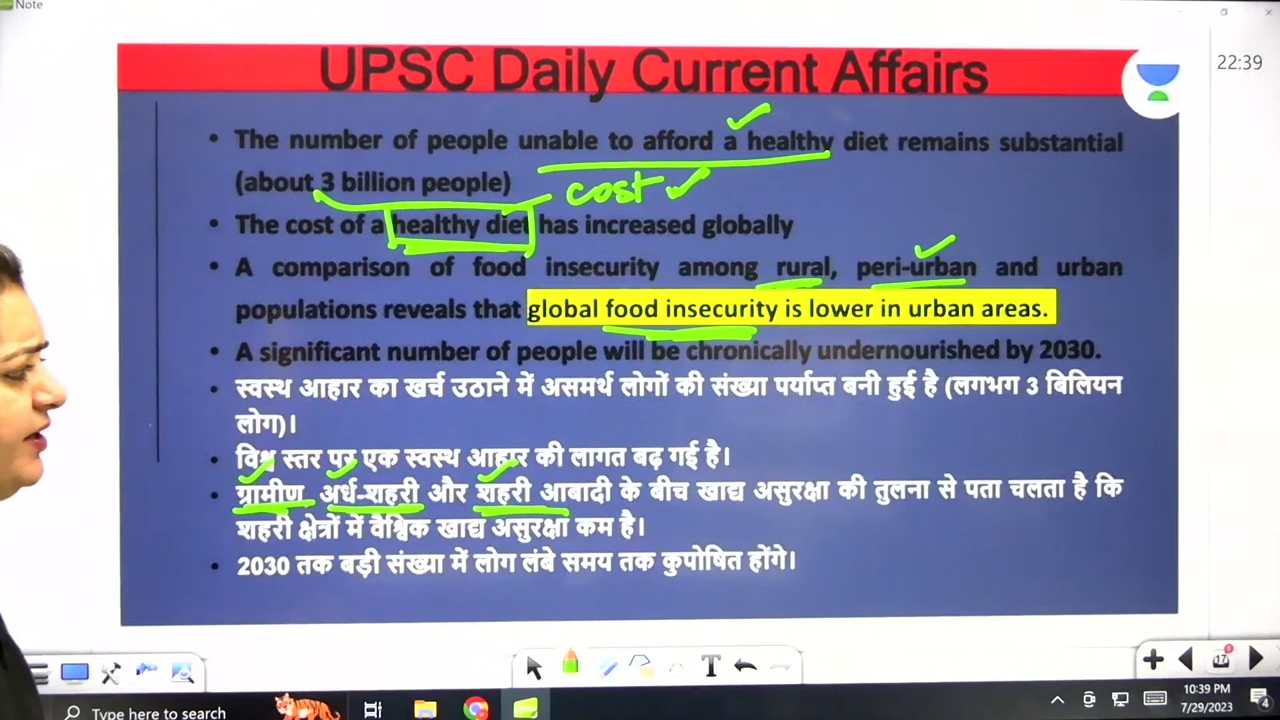 Note
UPSC Daily Current Affairs
22:39
• The number of people unable to afford a healthy diet remains substantial
(about 3 billion people)
cost
• The cost of a healthy diet has increased globally
• A comparison of food insecurity among rural, peri-urban and urban
populations reveals that global food insecurity is lower in urban areas.
• A significant number of people will be chronically undernourished by 2030.
• स्वस्थ आहार का खर्च उठाने में असमर्थ लोगों की संख्या पर्याप्त बनी हुई है (लगभग 3 बिलियन
लोग)।
• विश्व स्तर पर एक स्वस्थ आहार की लागत बढ़ गई है।
• ग्रामीण अर्ध-शहरी और शहरी आबादी के बीच खाद्य असुरक्षा की तुलना से पता चलता है कि
शहरी क्षेत्रों में वैश्विक खाद्य असुरक्षा कम है।
• 2030 तक बड़ी संख्या में लोग लंबे समय तक कुपोषित होंगे।
T
17
Type here to search
10:39 PM
7/29/2023
4